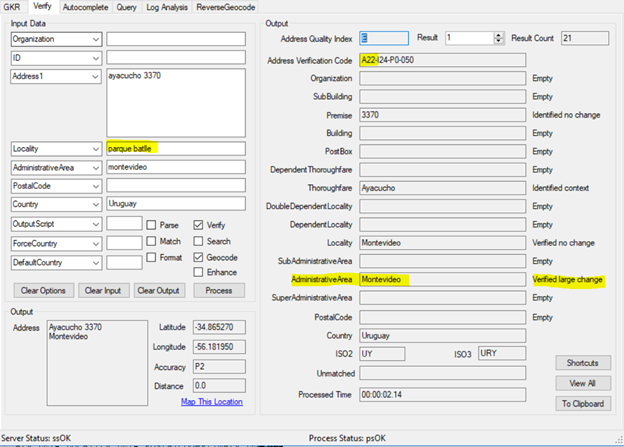 GKR Verify Autocomplete Query Log Analysis ReverseGeocode
Input Data
Organization
ID
Address1 ayacucho 3370
Locality parque batlle
AdministrativeArea montevideo
PostalCode
Country Uruguay
OutputScript Parse Verify
ForceCountry Match Search
DefaultCountry Format Geocode
Enhance
Clear Options Clear Input Clear Output Process
Output
Address Ayacucho 3370
Montevideo
Latitude -34.865270
Longitude -56.181950
Accuracy P2
Distance 0.0
Map This Location
Output
Address Quality Index E Result 1 Result Count 21
Address Verification Code A22-I24-P0-050
Organization Empty
SubBuilding Empty
Premise 3370 Identified no change
Building Empty
PostBox Empty
DependentThoroughfare Empty
Thoroughfare Ayacucho Identified context
DoubleDependentLocality Empty
DependentLocality Empty
Locality Montevideo Verified no change
SubAdministrativeArea Empty
AdministrativeArea Montevideo Verified large change
SuperAdministrativeArea Empty
PostalCode Empty
Country Uruguay
ISO2 UY ISO3 URY
Unmatched
Processed Time 00:00:02.14
Shortcuts
View All
To Clipboard
Server Status: ssOK Process Status: psOK